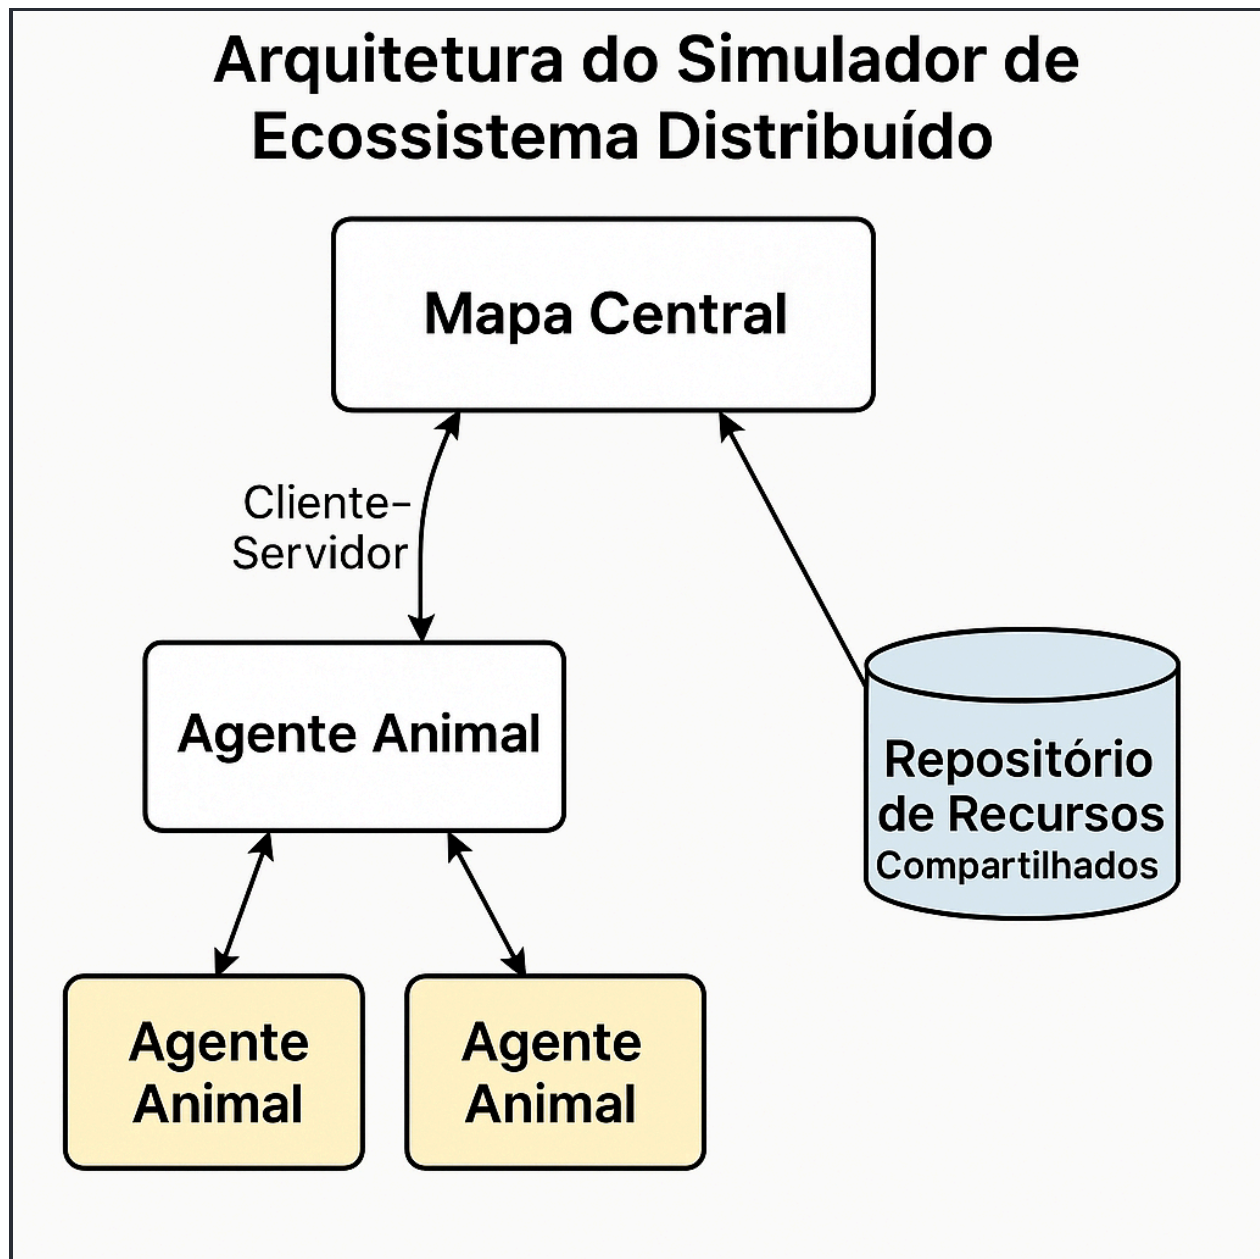 Arquitetura do Simulador de
Ecossistema Distribuído
Mapa Central
Cliente-
Servidor
Agente Animal
Repositório
de Recursos
Compartilhados
Agente
Animal
Agente
Animal